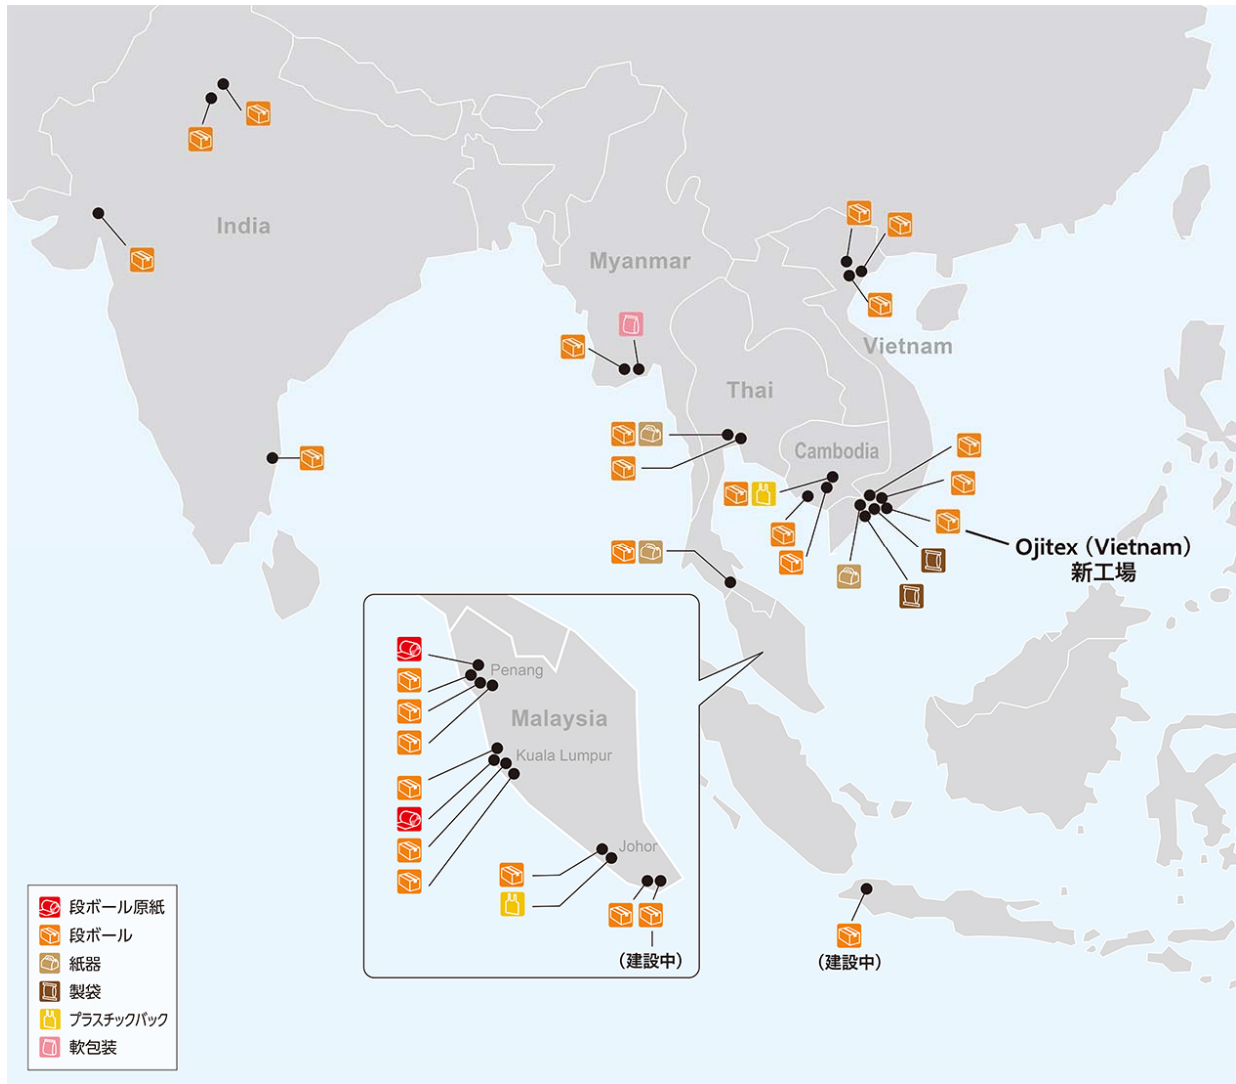 India
Myanmar
Vietnam
Thai
Cambodia
Ojitex (Vietnam)
新工場
Penang
Malaysia
Kuala Lumpur
Johor
(建設中)
(建設中)
段ボール原紙
段ボール
紙器
製袋
プラスチックバック
軟包装